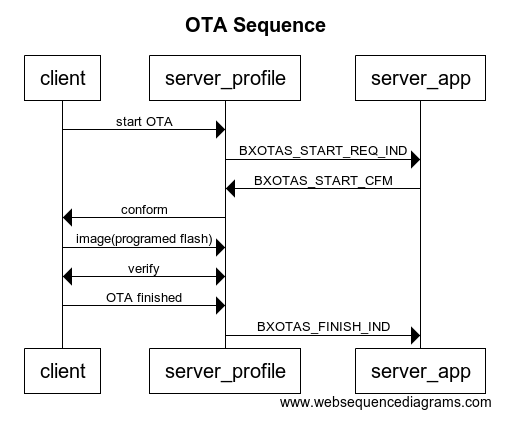 OTA Sequence
client server_profile server_app
start OTA
BXOTAS_START_REQ_IND
BXOTAS_START_CFM
conform
image(programed flash)
verify
OTA finished
BXOTAS_FINISH_IND
client server_profile server_app
www.websequencediagrams.com